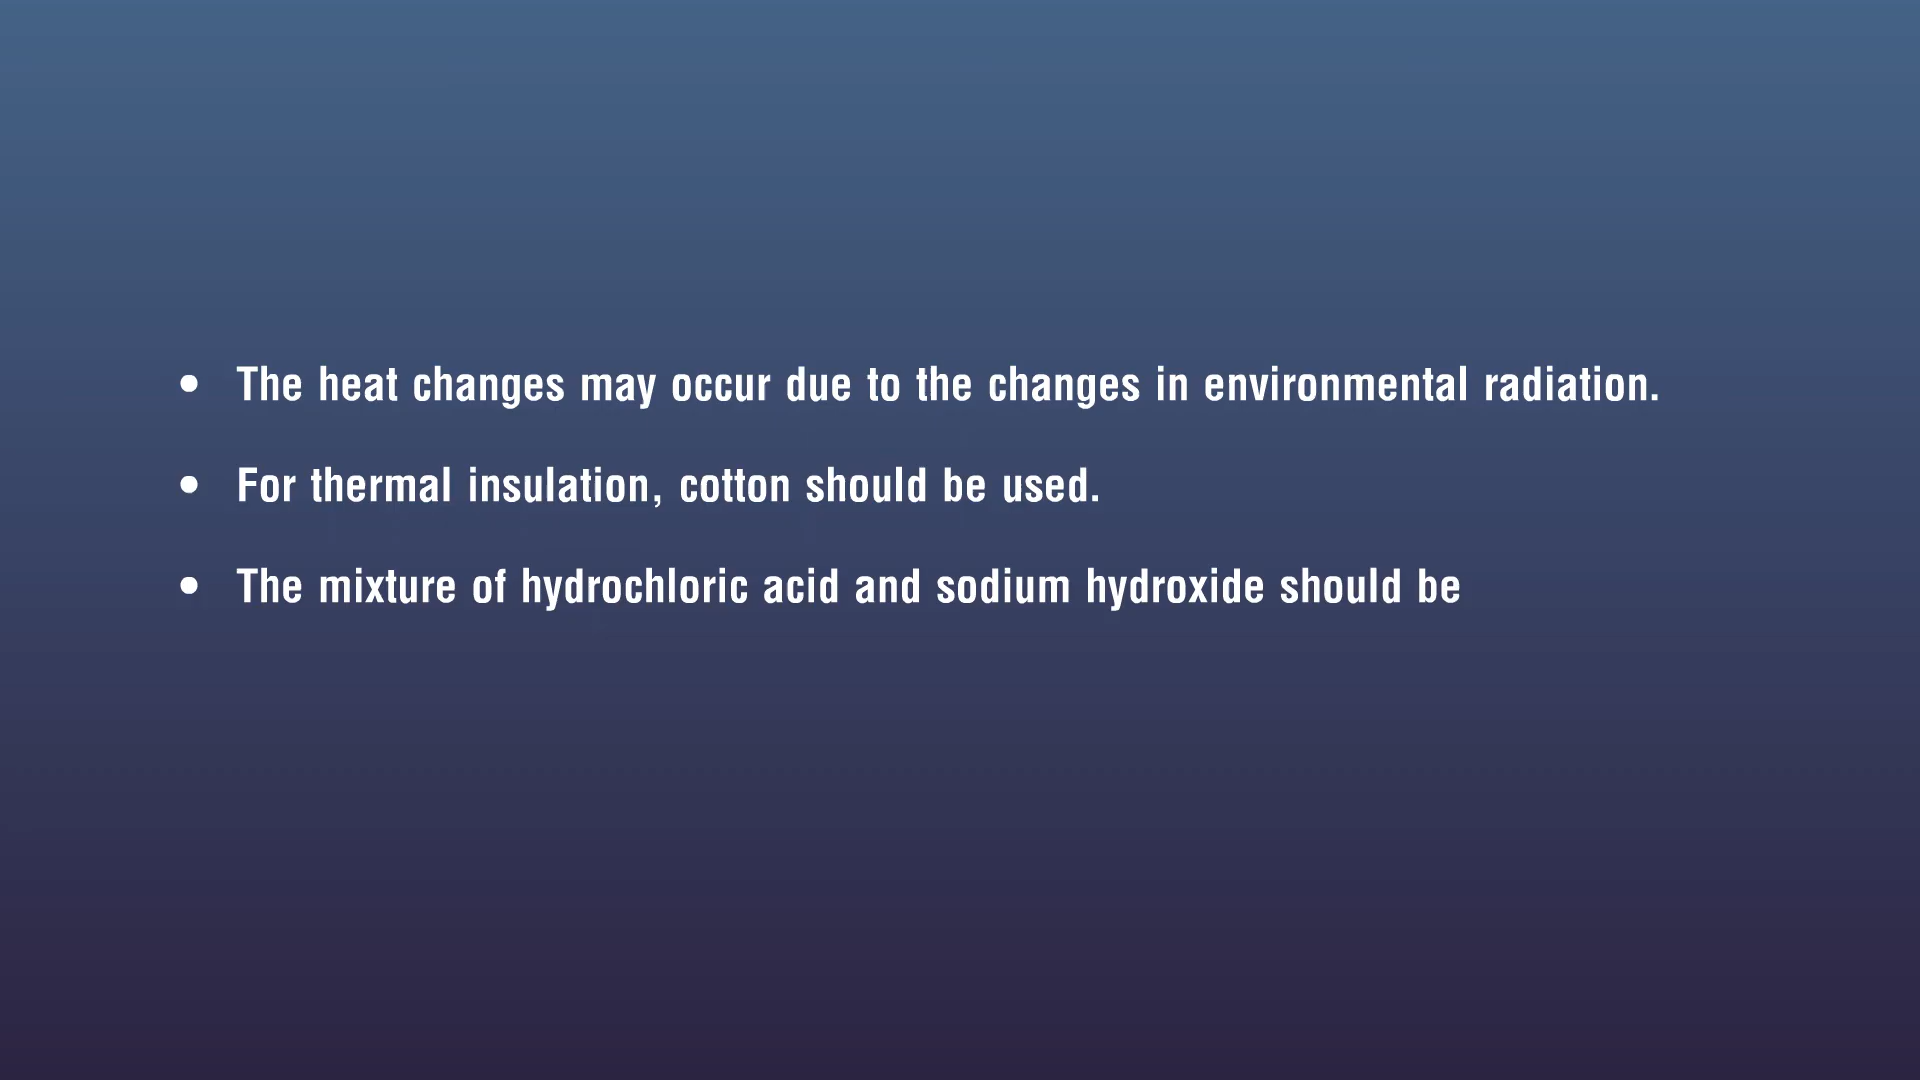 • The heat changes may occur due to the changes in environmental radiation.
• For thermal insulation, cotton should be used.
• The mixture of hydrochloric acid and sodium hydroxide should be